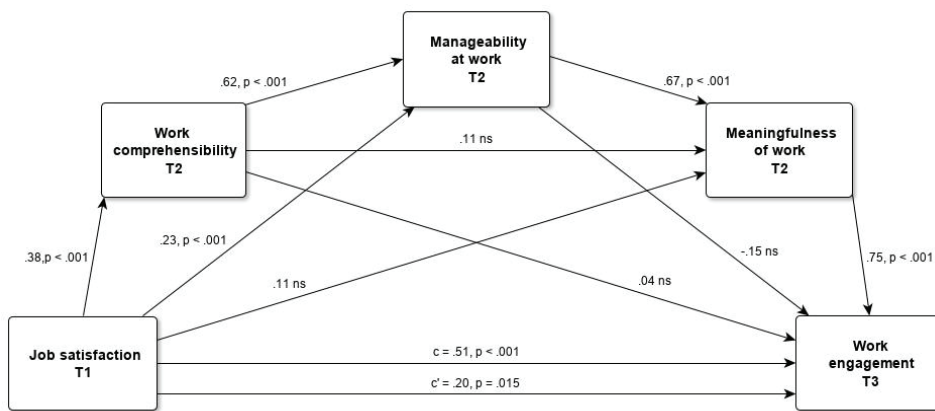 Manageability
at work
T2
.62, p < .001
.67, p < .001
Work
comprehensibility
T2
.11 ns
Meaningfulness
of work
T2
.38,p < .001
.23, p < .001
.11 ns
.04 ns
-.15 ns
.75, p < .001
Job satisfaction
T1
c = .51, p < .001
c' = .20, p = .015
Work
engagement
T3